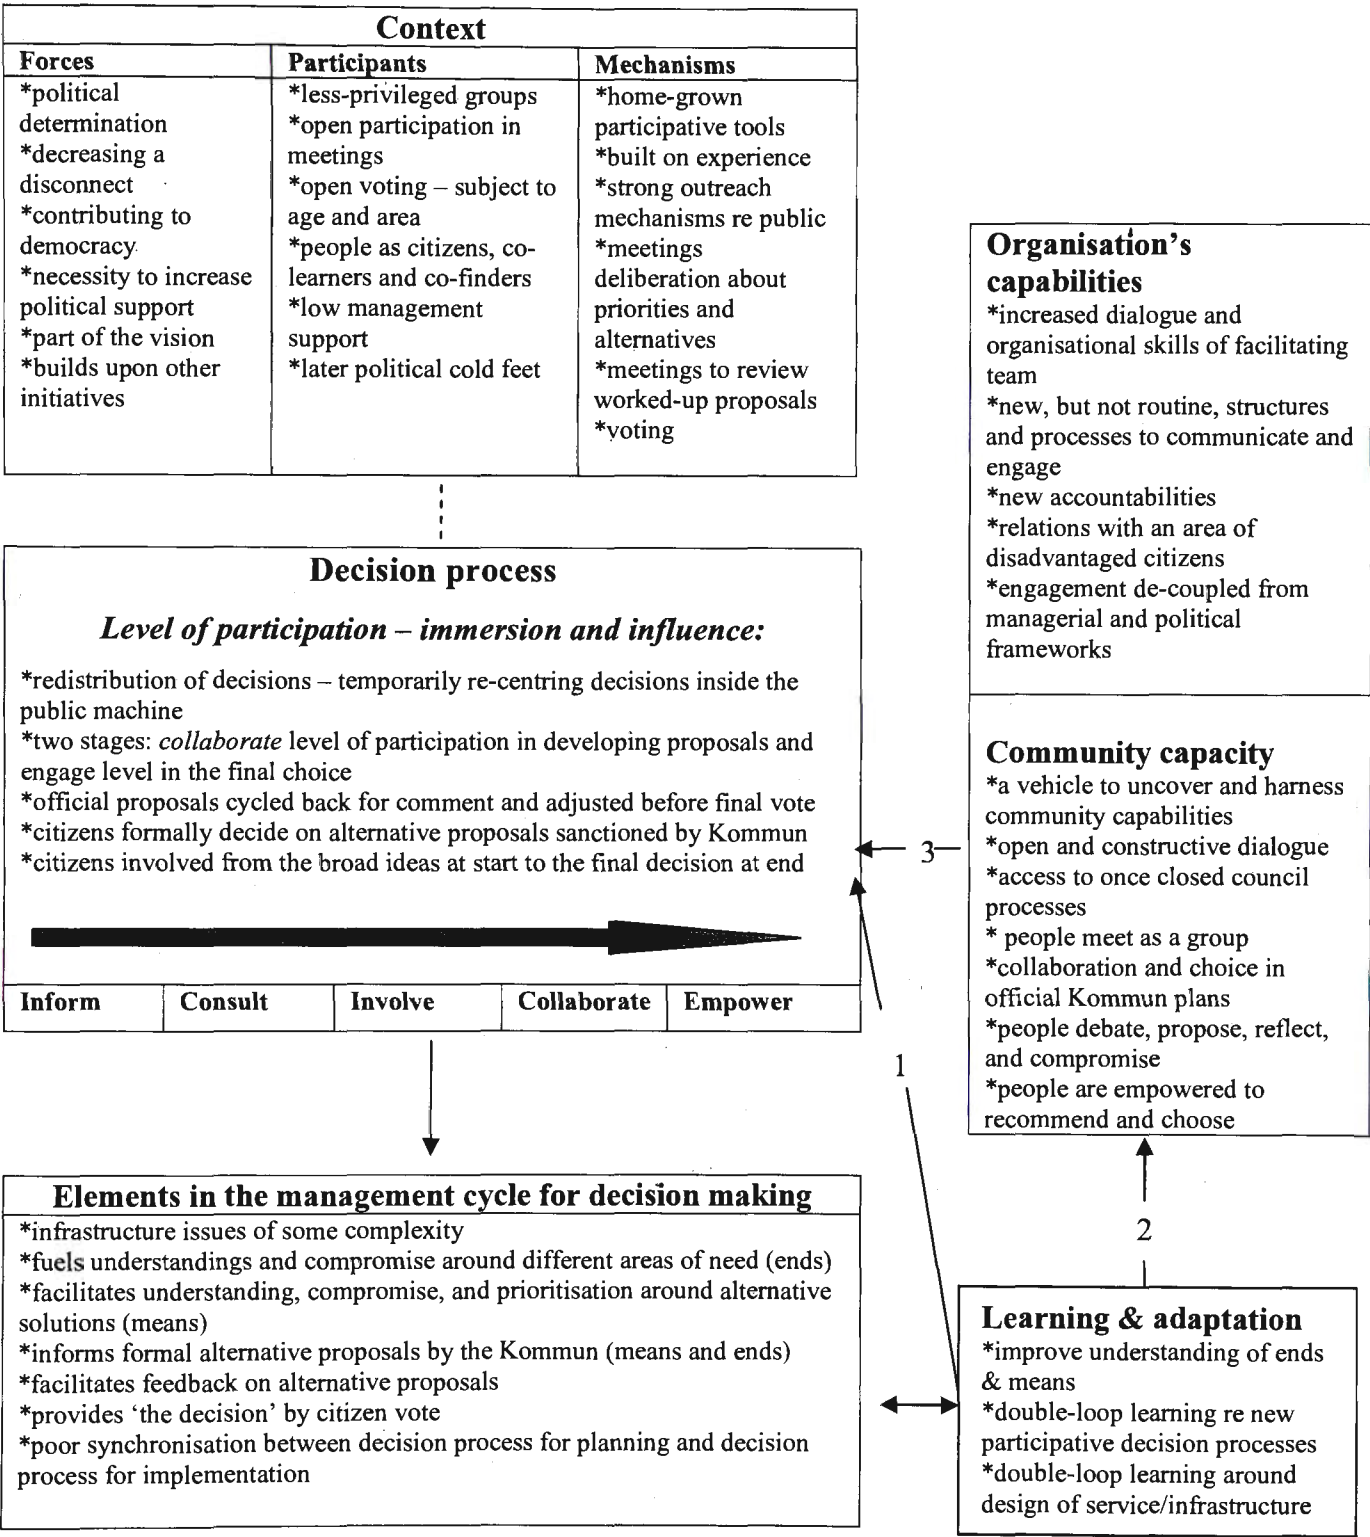 Context
Forces
*political
determination
*decreasing a
disconnect
*contributing to
democracy
*necessity to increase
political support
*part of the vision
*builds upon other
initiatives
Participants
*less-privileged groups
*open participation in
meetings
*open voting – subject to
age and area
*people as citizens, co-
learners and co-finders
*low management
support
*later political cold feet
Mechanisms
*home-grown
participative tools
*built on experience
*strong outreach
mechanisms re public
*meetings
deliberation about
priorities and
alternatives
*meetings to review
worked-up proposals
*voting
Decision process
Level of participation – immersion and influence:
*redistribution of decisions – temporarily re-centring decisions inside the
public machine
*two stages: collaborate level of participation in developing proposals and
engage level in the final choice
*official proposals cycled back for comment and adjusted before final vote
*citizens formally decide on alternative proposals sanctioned by Kommun
*citizens involved from the broad ideas at start to the final decision at end
Inform Consult Involve Collaborate Empower
Elements in the management cycle for decision making
*infrastructure issues of some complexity
*fuels understandings and compromise around different areas of need (ends)
*facilitates understanding, compromise, and prioritisation around alternative
solutions (means)
*informs formal alternative proposals by the Kommun (means and ends)
*facilitates feedback on alternative proposals
*provides ‘the decision’ by citizen vote
*poor synchronisation between decision process for planning and decision
process for implementation
Organisation’s
capabilities
*increased dialogue and
organisational skills of facilitating
team
*new, but not routine, structures
and processes to communicate and
engage
*new accountabilities
*relations with an area of
disadvantaged citizens
*engagement de-coupled from
managerial and political
frameworks
Community capacity
*a vehicle to uncover and harness
community capabilities
*open and constructive dialogue
*access to once closed council
processes
* people meet as a group
*collaboration and choice in
official Kommun plans
*people debate, propose, reflect,
and compromise
*people are empowered to
recommend and choose
3
1
2
Learning & adaptation
*improve understanding of ends
& means
*double-loop learning re new
participative decision processes
*double-loop learning around
design of service/infrastructure